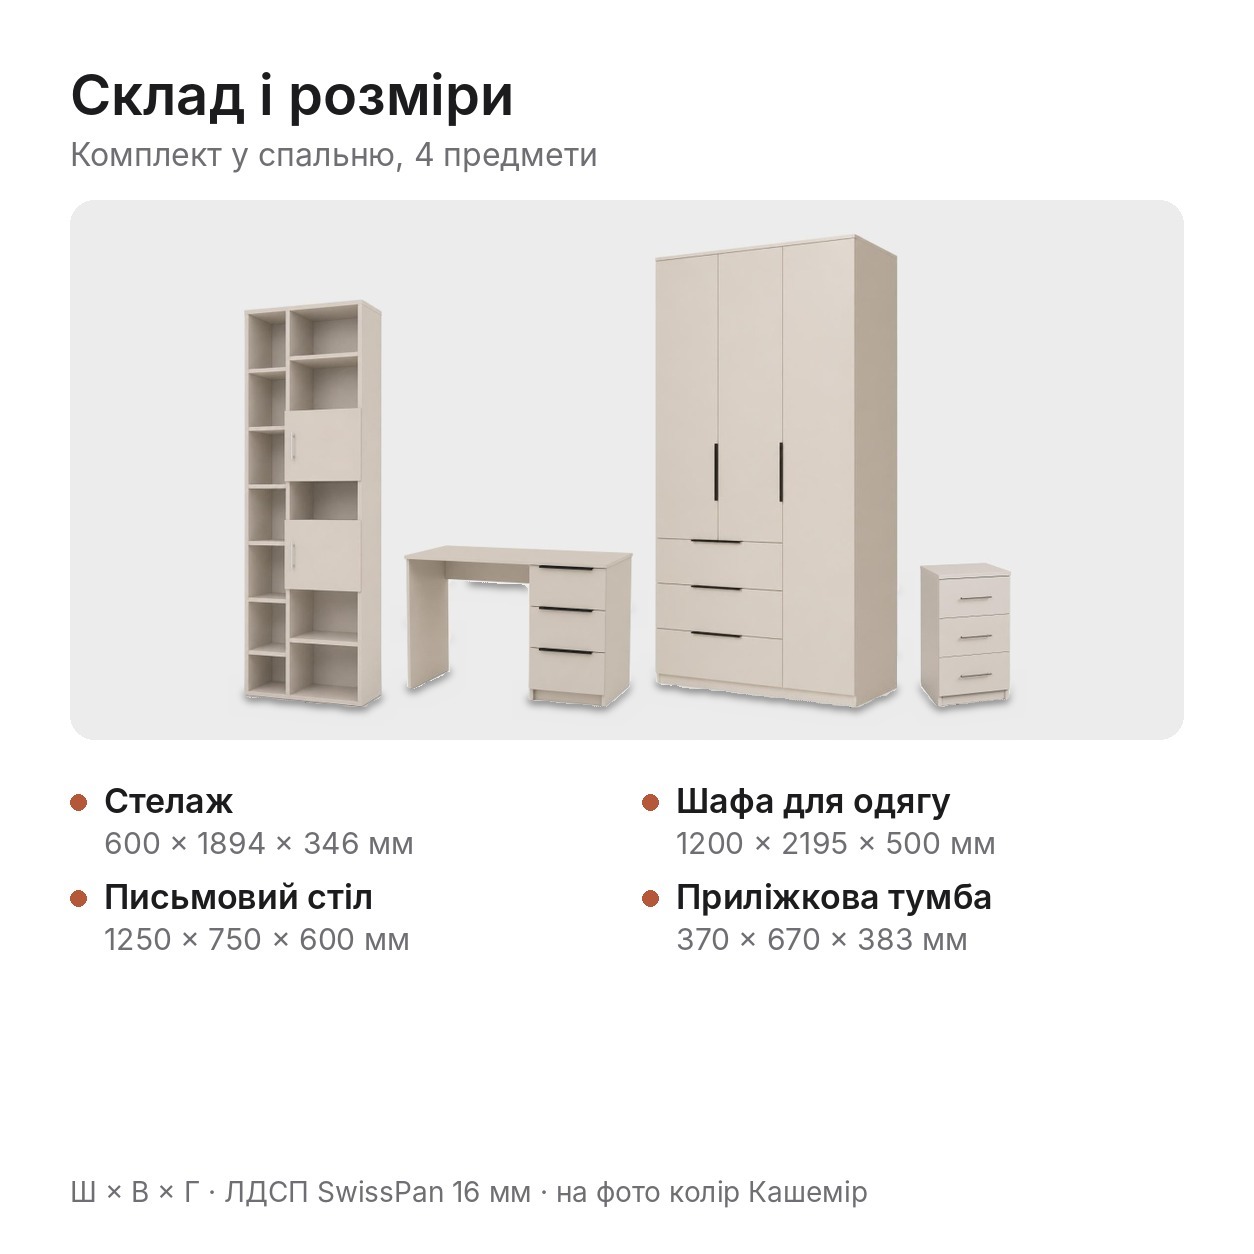 Склад і розміри
Комплект у спальню, 4 предмети
Стелаж
600 × 1894 × 346 мм
Шафа для одягу
1200 × 2195 × 500 мм
Письмовий стіл
1250 × 750 × 600 мм
Приліжкова тумба
370 × 670 × 383 мм
Ш × В × Г · ЛДСП SwissPan 16 мм · на фото колір Кашемір